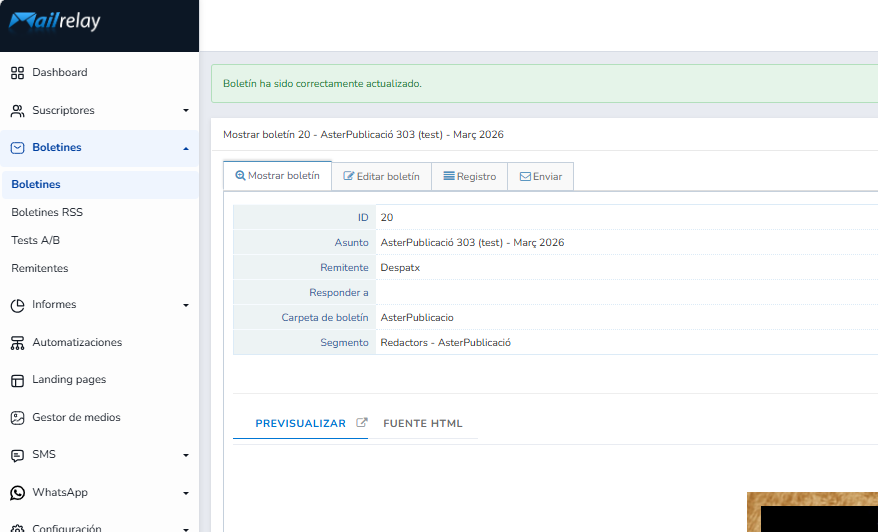 Mailrelay
Dashboard
Suscriptores
Boletines
Boletines
Boletines RSS
Tests A/B
Remitentes
Informes
Automatizaciones
Landing pages
Gestor de medios
SMS
WhatsApp
Configuración
Boletín ha sido correctamente actualizado.
Mostrar boletín 20 - AsterPublicació 303 (test) - Març 2026
Mostrar boletín Editar boletín Registro Enviar
ID 20
Asunto AsterPublicació 303 (test) - Març 2026
Remitente Despatx
Responder a
Carpeta de boletín AsterPublicacio
Segmento Redactors - AsterPublicació
PREVISUALIZAR FUENTE HTML